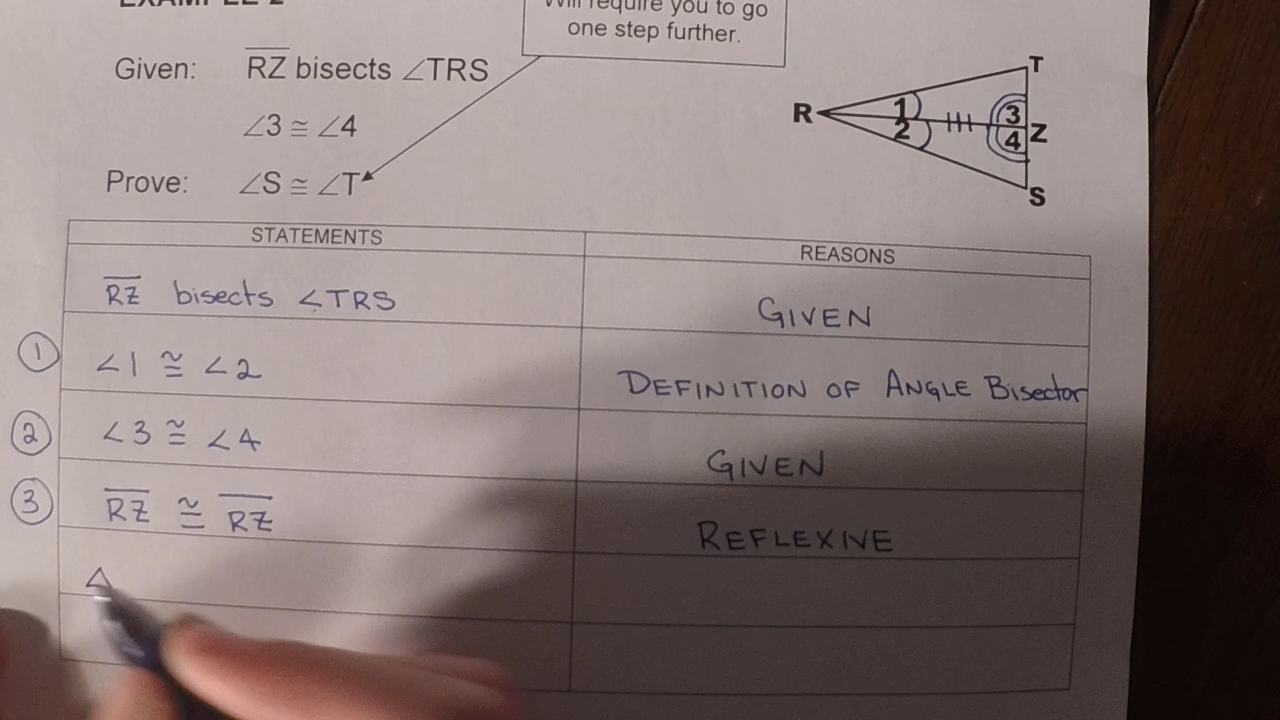 EXAMPLE 2
Will require you to go
one step further.
Given: RZ bisects ∠TRS
∠3 ≅ ∠4
Prove: ∠S ≅ ∠T
T
R 1 3
2 4 Z
S
STATEMENTS REASONS
RZ bisects ∠TRS GIVEN
1 ∠1 ≅ ∠2 DEFINITION OF ANGLE Bisector
2 ∠3 ≅ ∠4 GIVEN
3 RZ ≅ RZ REFLEXIVE
△